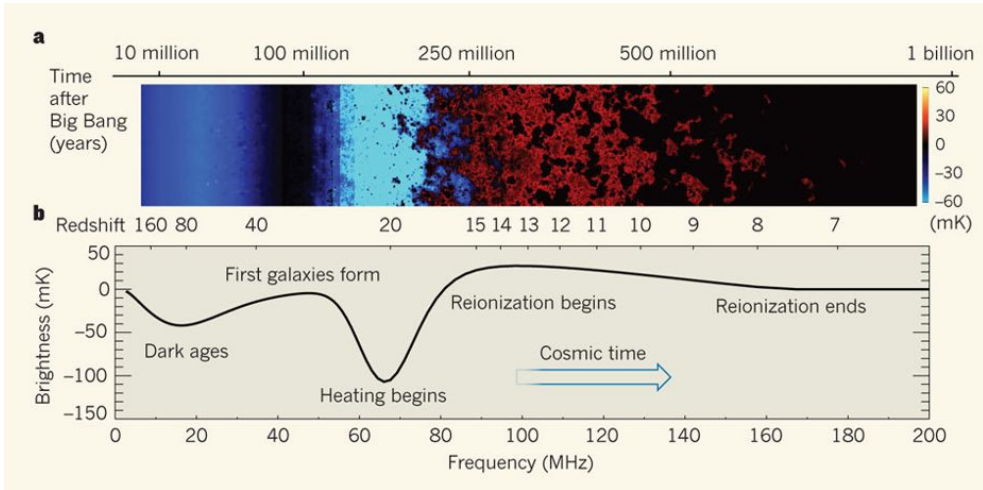 a
10 million 100 million 250 million 500 million 1 billion
Time
after
Big Bang
(years)
60
30
0
−30
−60
(mK)
b
Redshift 160 80 40 20 15 14 13 12 11 10 9 8 7
50
0
−50
−100
−150
Brightness (mK)
First galaxies form
Reionization begins
Reionization ends
Dark ages
Cosmic time
Heating begins
0 20 40 60 80 100 120 140 160 180 200
Frequency (MHz)